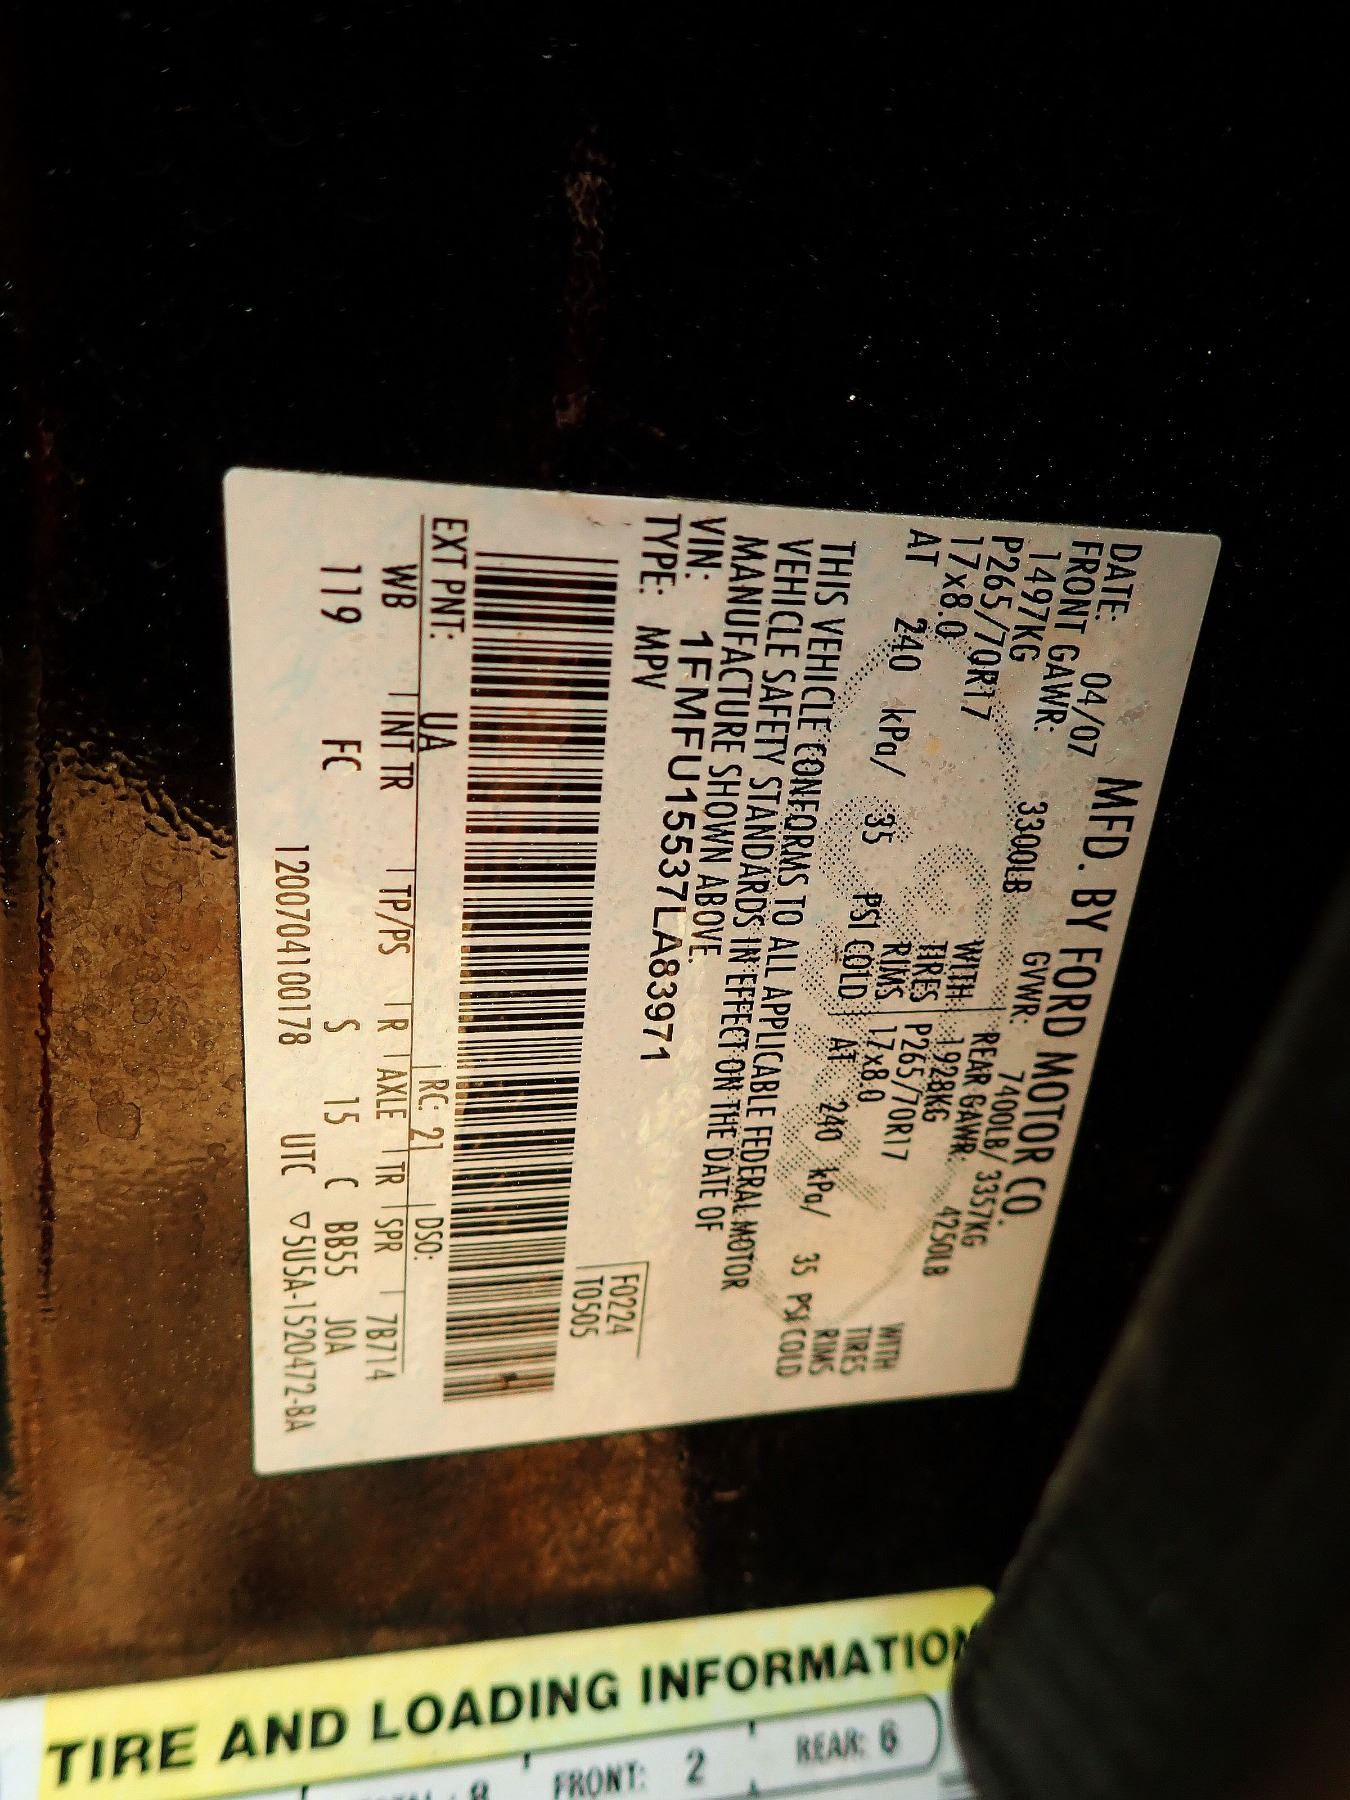 MFD. BY FORD MOTOR CO.
DATE: 04/07 GVWR: 7400LB/ 3357KG
FRONT GAWR: 3300LB REAR GAWR: 4250LB
1497KG WITH 1928KG WITH
P265/70R17 TIRES P265/70R17 TIRES
17x8.0 RIMS 17x8.0 RIMS
AT 240 kPa/ 35 PSI COLD AT 240 kPa/ 35 PSI COLD
THIS VEHICLE CONFORMS TO ALL APPLICABLE FEDERAL MOTOR
VEHICLE SAFETY STANDARDS IN EFFECT ON THE DATE OF
MANUFACTURE SHOWN ABOVE.
VIN: 1FMFU15537LA83971
TYPE: MPV
F0224
T0505
EXT PNT: UA RC: 21 DSO:
WB INT TR TP/PS R AXLE TR SPR 7B714
119 FC S 15 C BB55 JOA
12007041001​78 UTC ▽5U5A-1520472-BA
TIRE AND LOADING INFORMATION
8 FRONT: 2 REAR: 6